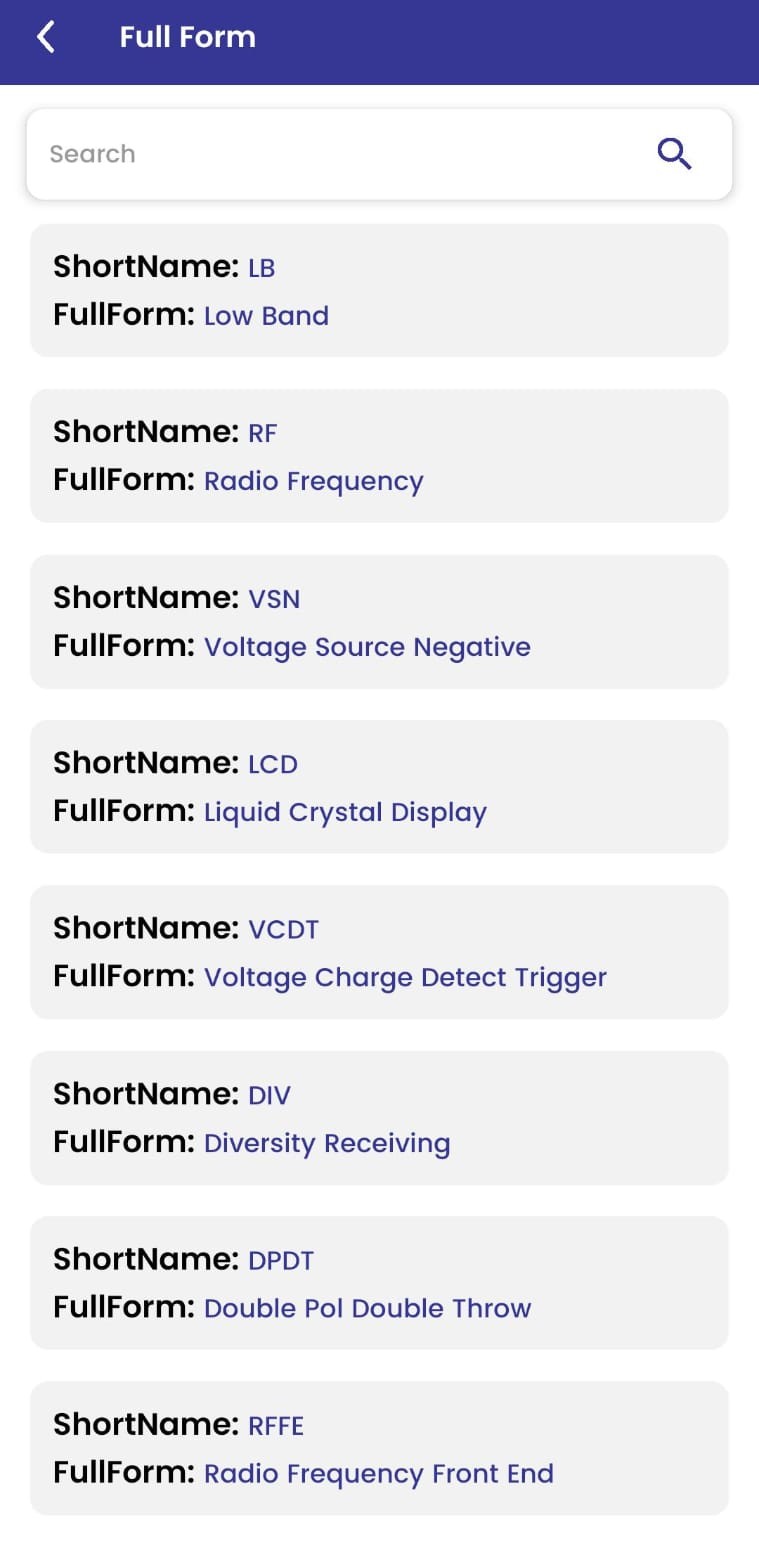 Full Form
Search
ShortName: LB
FullForm: Low Band
ShortName: RF
FullForm: Radio Frequency
ShortName: VSN
FullForm: Voltage Source Negative
ShortName: LCD
FullForm: Liquid Crystal Display
ShortName: VCDT
FullForm: Voltage Charge Detect Trigger
ShortName: DIV
FullForm: Diversity Receiving
ShortName: DPDT
FullForm: Double Pol Double Throw
ShortName: RFFE
FullForm: Radio Frequency Front End